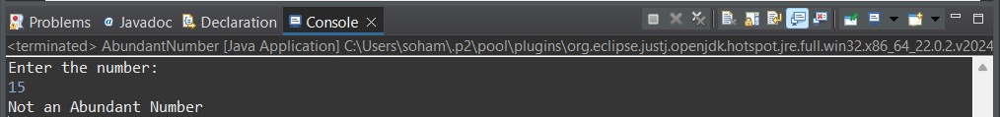 Problems Javadoc Declaration Console
<terminated> AbundantNumber [Java Application] C:\Users\soham\.p2\pool\plugins\org.eclipse.justj.openjdk.hotspot.jre.full.win32.x86_64_22.0.2.v2024
Enter the number:
15
Not an Abundant Number